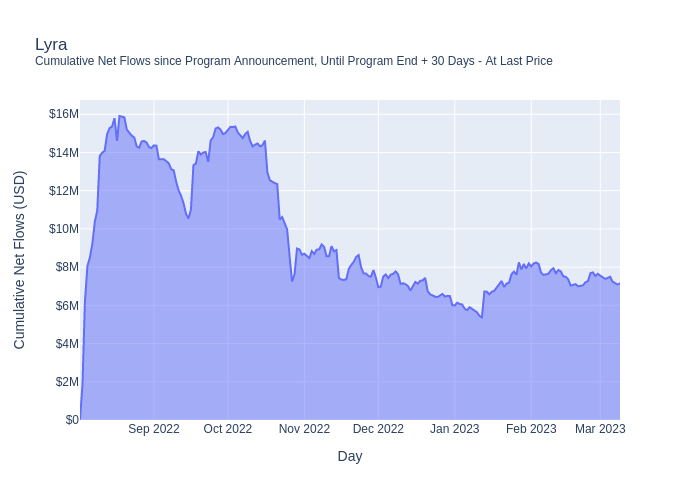 Lyra
Cumulative Net Flows since Program Announcement, Until Program End + 30 Days - At Last Price
Cumulative Net Flows (USD)
$16M
$14M
$12M
$10M
$8M
$6M
$4M
$2M
$0
Sep 2022 Oct 2022 Nov 2022 Dec 2022 Jan 2023 Feb 2023 Mar 2023
Day